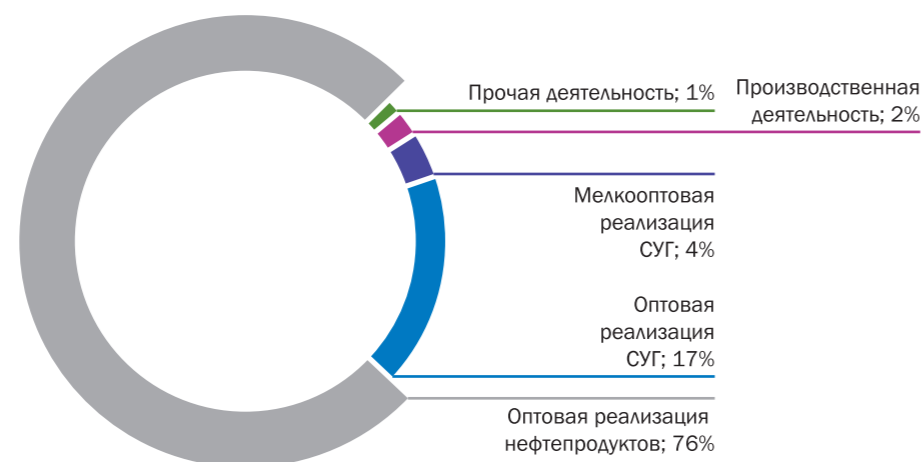 Прочая деятельность; 1%
Производственная
деятельность; 2%
Мелкооптовая
реализация
СУГ; 4%
Оптовая
реализация
СУГ; 17%
Оптовая реализация
нефтепродуктов; 76%